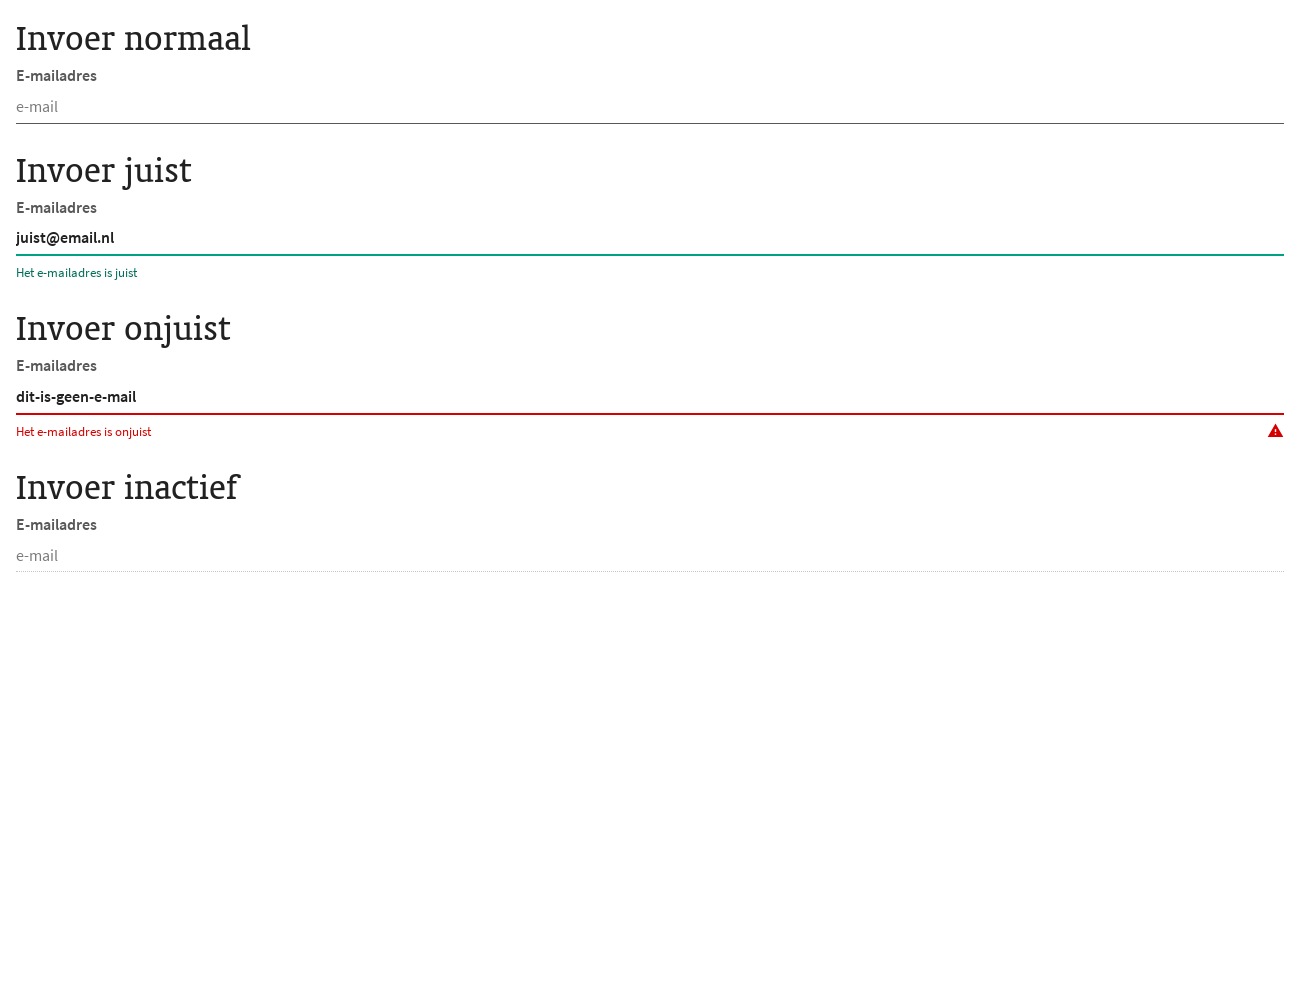 Invoer normaal
E-mailadres
e-mail
Invoer juist
E-mailadres
juist@email.nl
Het e-mailadres is juist
Invoer onjuist
E-mailadres
dit-is-geen-e-mail
Het e-mailadres is onjuist
Invoer inactief
E-mailadres
e-mail